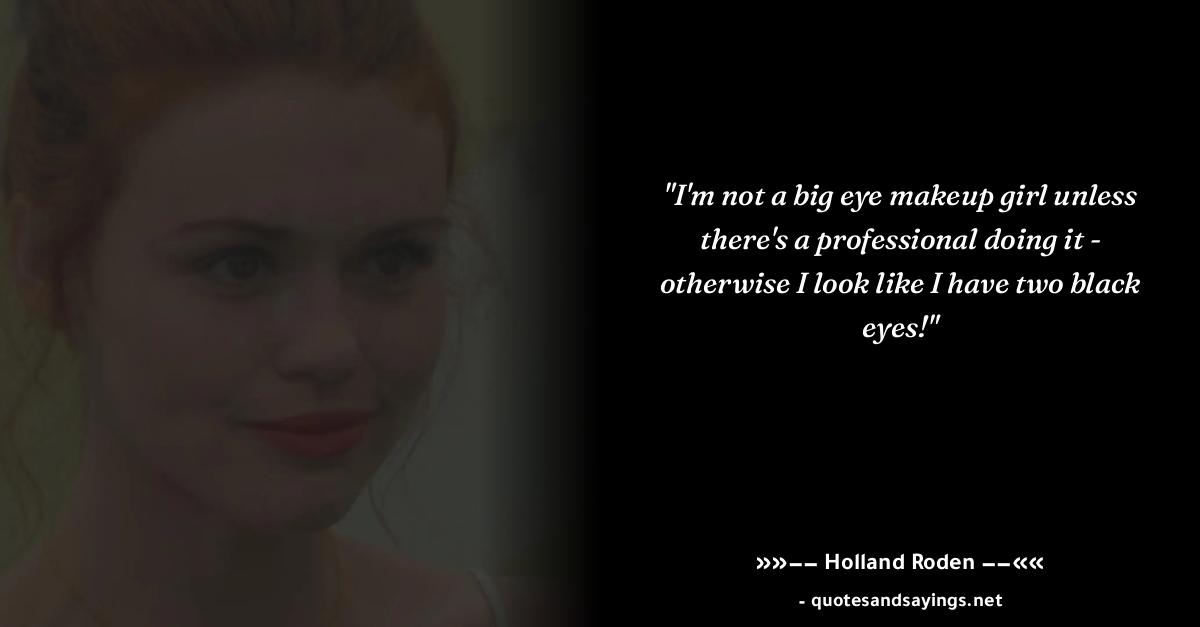 "I'm not a big eye makeup girl unless
there's a professional doing it -
otherwise I look like I have two black
eyes!"
»»−− Holland Roden −−««
- quotesandsayings.net